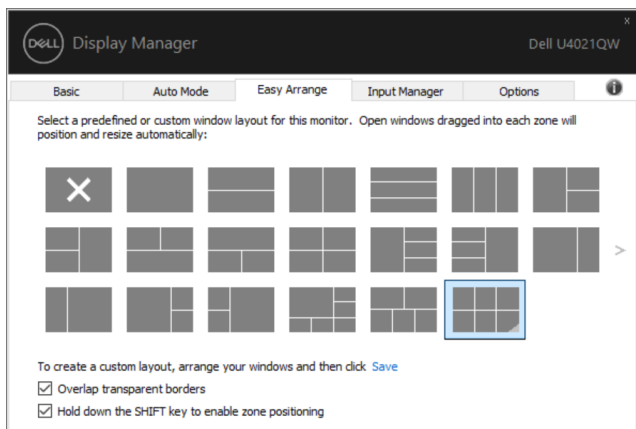 DELL Display Manager
x
Dell U4021QW
Basic Auto Mode Easy Arrange Input Manager Options
Select a predefined or custom window layout for this monitor. Open windows dragged into each zone will
position and resize automatically:
To create a custom layout, arrange your windows and then click Save
Overlap transparent borders
Hold down the SHIFT key to enable zone positioning